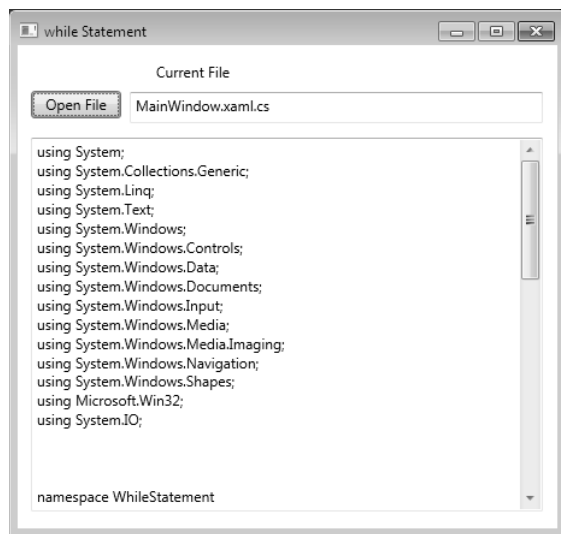 while Statement
Current File
Open File
MainWindow.xaml.cs
using System;
using System.Collections.Generic;
using System.Linq;
using System.Text;
using System.Windows;
using System.Windows.Controls;
using System.Windows.Data;
using System.Windows.Documents;
using System.Windows.Input;
using System.Windows.Media;
using System.Windows.Media.Imaging;
using System.Windows.Navigation;
using System.Windows.Shapes;
using Microsoft.Win32;
using System.IO;
namespace WhileStatement